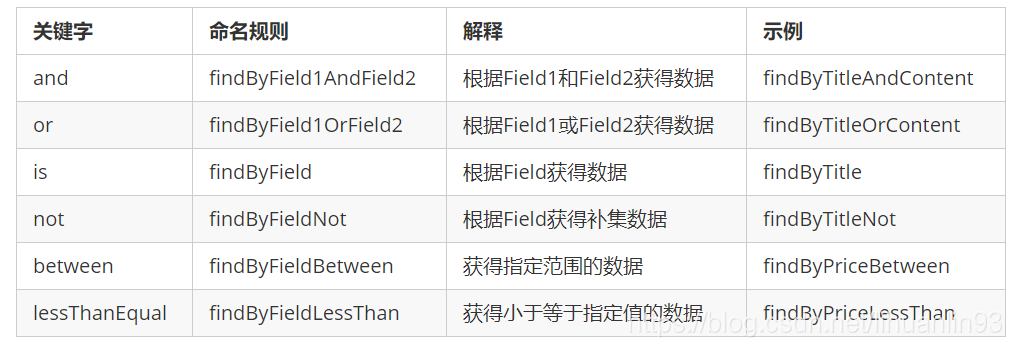 关键字 命名规则 解释 示例
and findByField1AndField2 根据Field1和Field2获得数据 findByTitleAndContent
or findByField1OrField2 根据Field1或Field2获得数据 findByTitleOrContent
is findByField 根据Field获得数据 findByTitle
not findByFieldNot 根据Field获得补集数据 findByTitleNot
between findByFieldBetween 获得指定范围的数据 findByPriceBetween
lessThanEqual findByFieldLessThan 获得小于等于指定值的数据 findByPriceLessThan